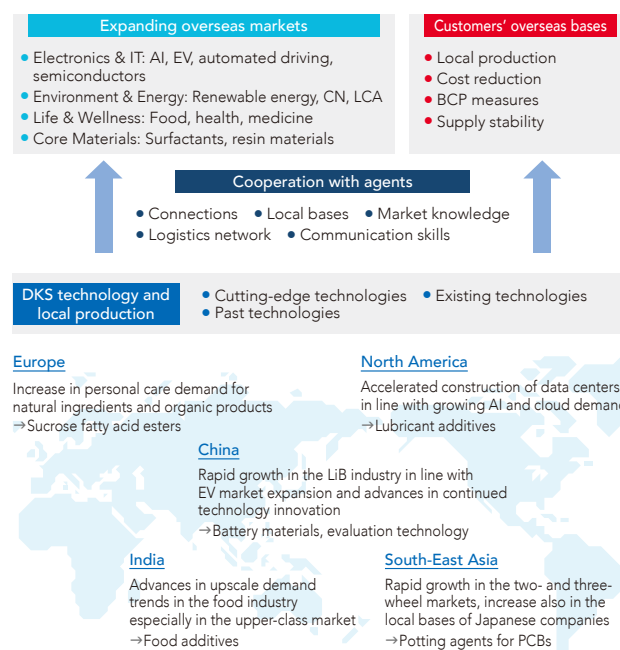 Expanding overseas markets
• Electronics & IT: AI, EV, automated driving,
semiconductors
• Environment & Energy: Renewable energy, CN, LCA
• Life & Wellness: Food, health, medicine
• Core Materials: Surfactants, resin materials
Customers’ overseas bases
• Local production
• Cost reduction
• BCP measures
• Supply stability
Cooperation with agents
• Connections • Local bases • Market knowledge
• Logistics network • Communication skills
DKS technology and
local production
• Cutting-edge technologies • Existing technologies
• Past technologies
Europe
Increase in personal care demand for
natural ingredients and organic products
→Sucrose fatty acid esters
North America
Accelerated construction of data centers
in line with growing AI and cloud demand
→Lubricant additives
China
Rapid growth in the LiB industry in line with
EV market expansion and advances in continued
technology innovation
→Battery materials, evaluation technology
India
Advances in upscale demand
trends in the food industry
especially in the upper-class market
→Food additives
South-East Asia
Rapid growth in the two- and three-
wheel markets, increase also in the
local bases of Japanese companies
→Potting agents for PCBs